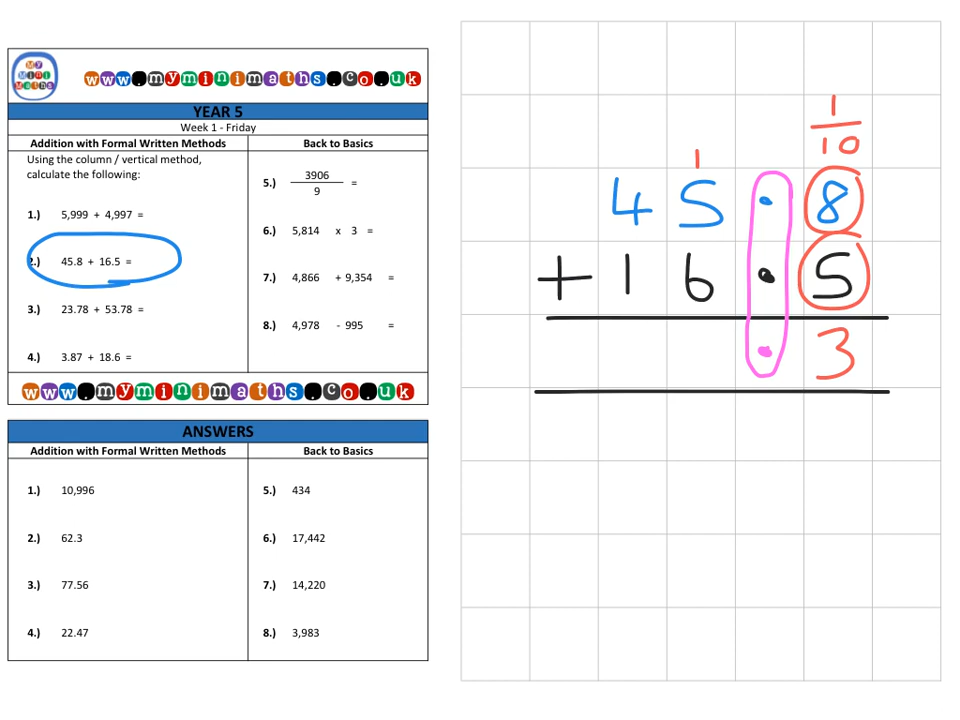 My
Mini
Maths
www.myminimaths.co.uk
YEAR 5
Week 1 - Friday
Addition with Formal Written Methods
Back to Basics
Using the column / vertical method,
calculate the following:
1.) 5,999 + 4,997 =
2.) 45.8 + 16.5 =
3.) 23.78 + 53.78 =
4.) 3.87 + 18.6 =
5.) 3906
9 =
6.) 5,814 x 3 =
7.) 4,866 + 9,354 =
8.) 4,978 - 995 =
www.myminimaths.co.uk
ANSWERS
Addition with Formal Written Methods
Back to Basics
1.) 10,996
2.) 62.3
3.) 77.56
4.) 22.47
5.) 434
6.) 17,442
7.) 14,220
8.) 3,983
1
10
1
45.8
+16.5
.3